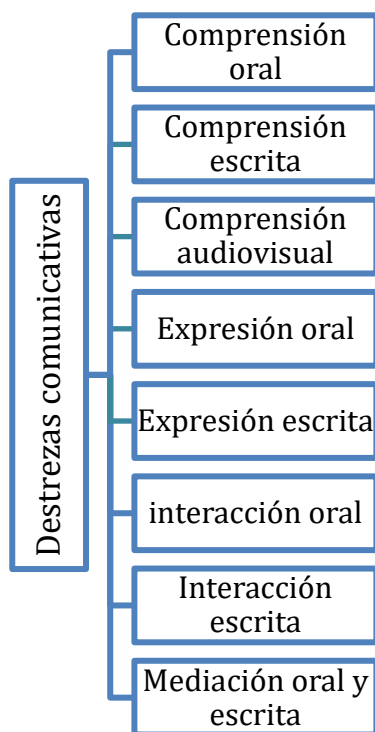 Destrezas comunicativas
Comprensión
oral
Comprensión
escrita
Comprensión
audiovisual
Expresión oral
Expresión escrita
interacción oral
Interacción
escrita
Mediación oral y
escrita